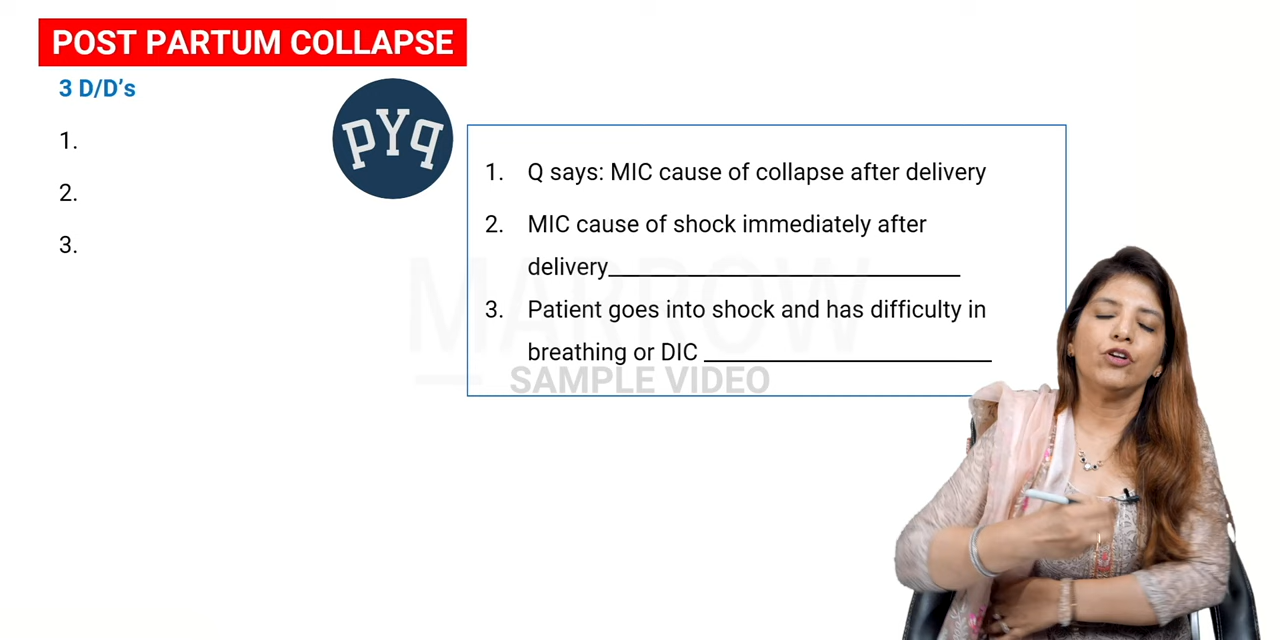 POST PARTUM COLLAPSE
3 D/D’s
1.
2.
3.
PYq
1. Q says: MIC cause of collapse after delivery
2. MIC cause of shock immediately after
delivery
3. Patient goes into shock and has difficulty in
breathing or DIC
MARROW
SAMPLE VIDEO